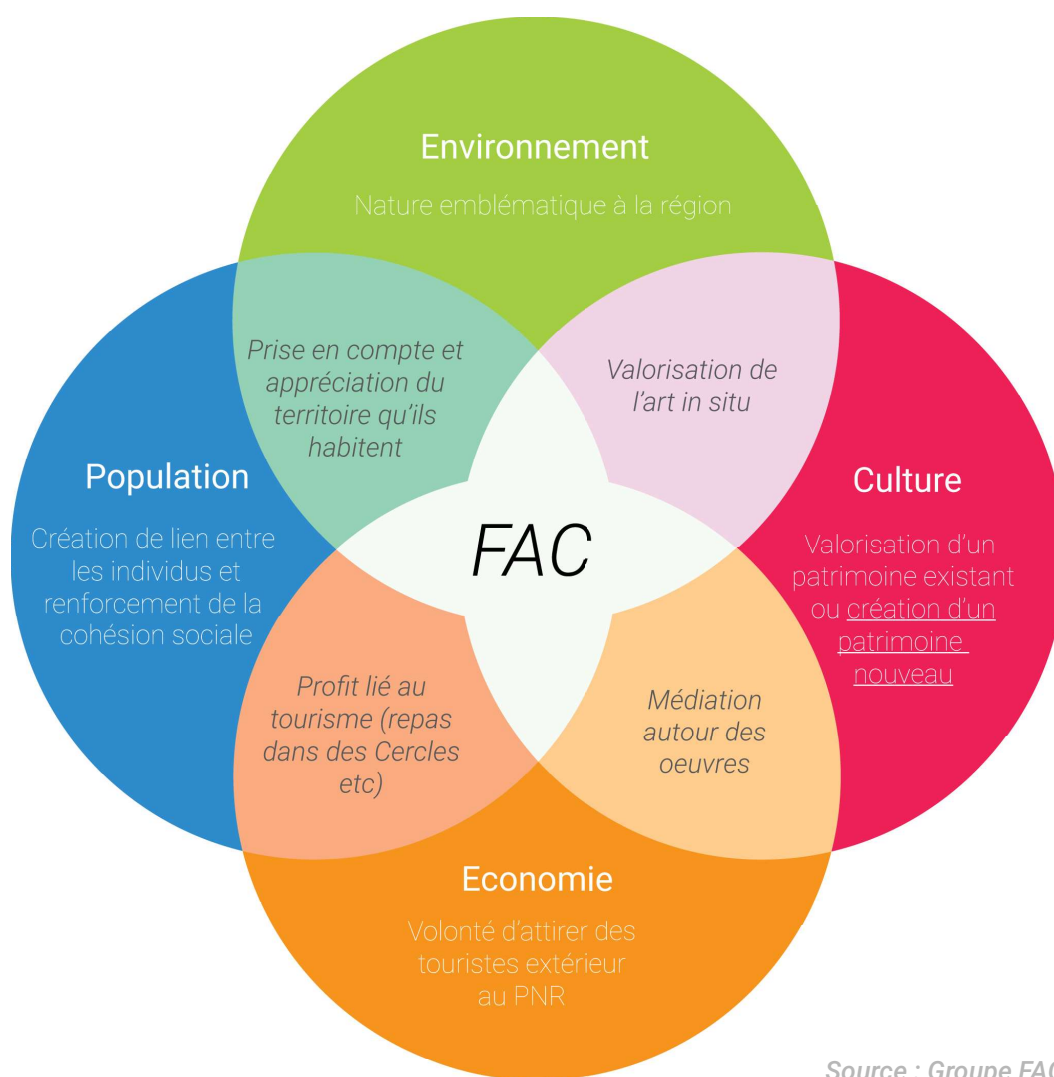 Environnement
Nature emblématique à la région
Prise en compte et
appréciation du
territoire qu'ils
habitent
Valorisation de
l'art in situ
Population
Création de lien entre
les individus et
renforcement de la
cohésion sociale
FAC
Culture
Valorisation d'un
patrimoine existant
ou création d'un
patrimoine
nouveau
Profit lié au
tourisme (repas
dans des Cercles
etc)
Médiation
autour des
oeuvres
Economie
Volonté d'attirer des
touristes extérieur
au PNR
Source : Groupe FAC